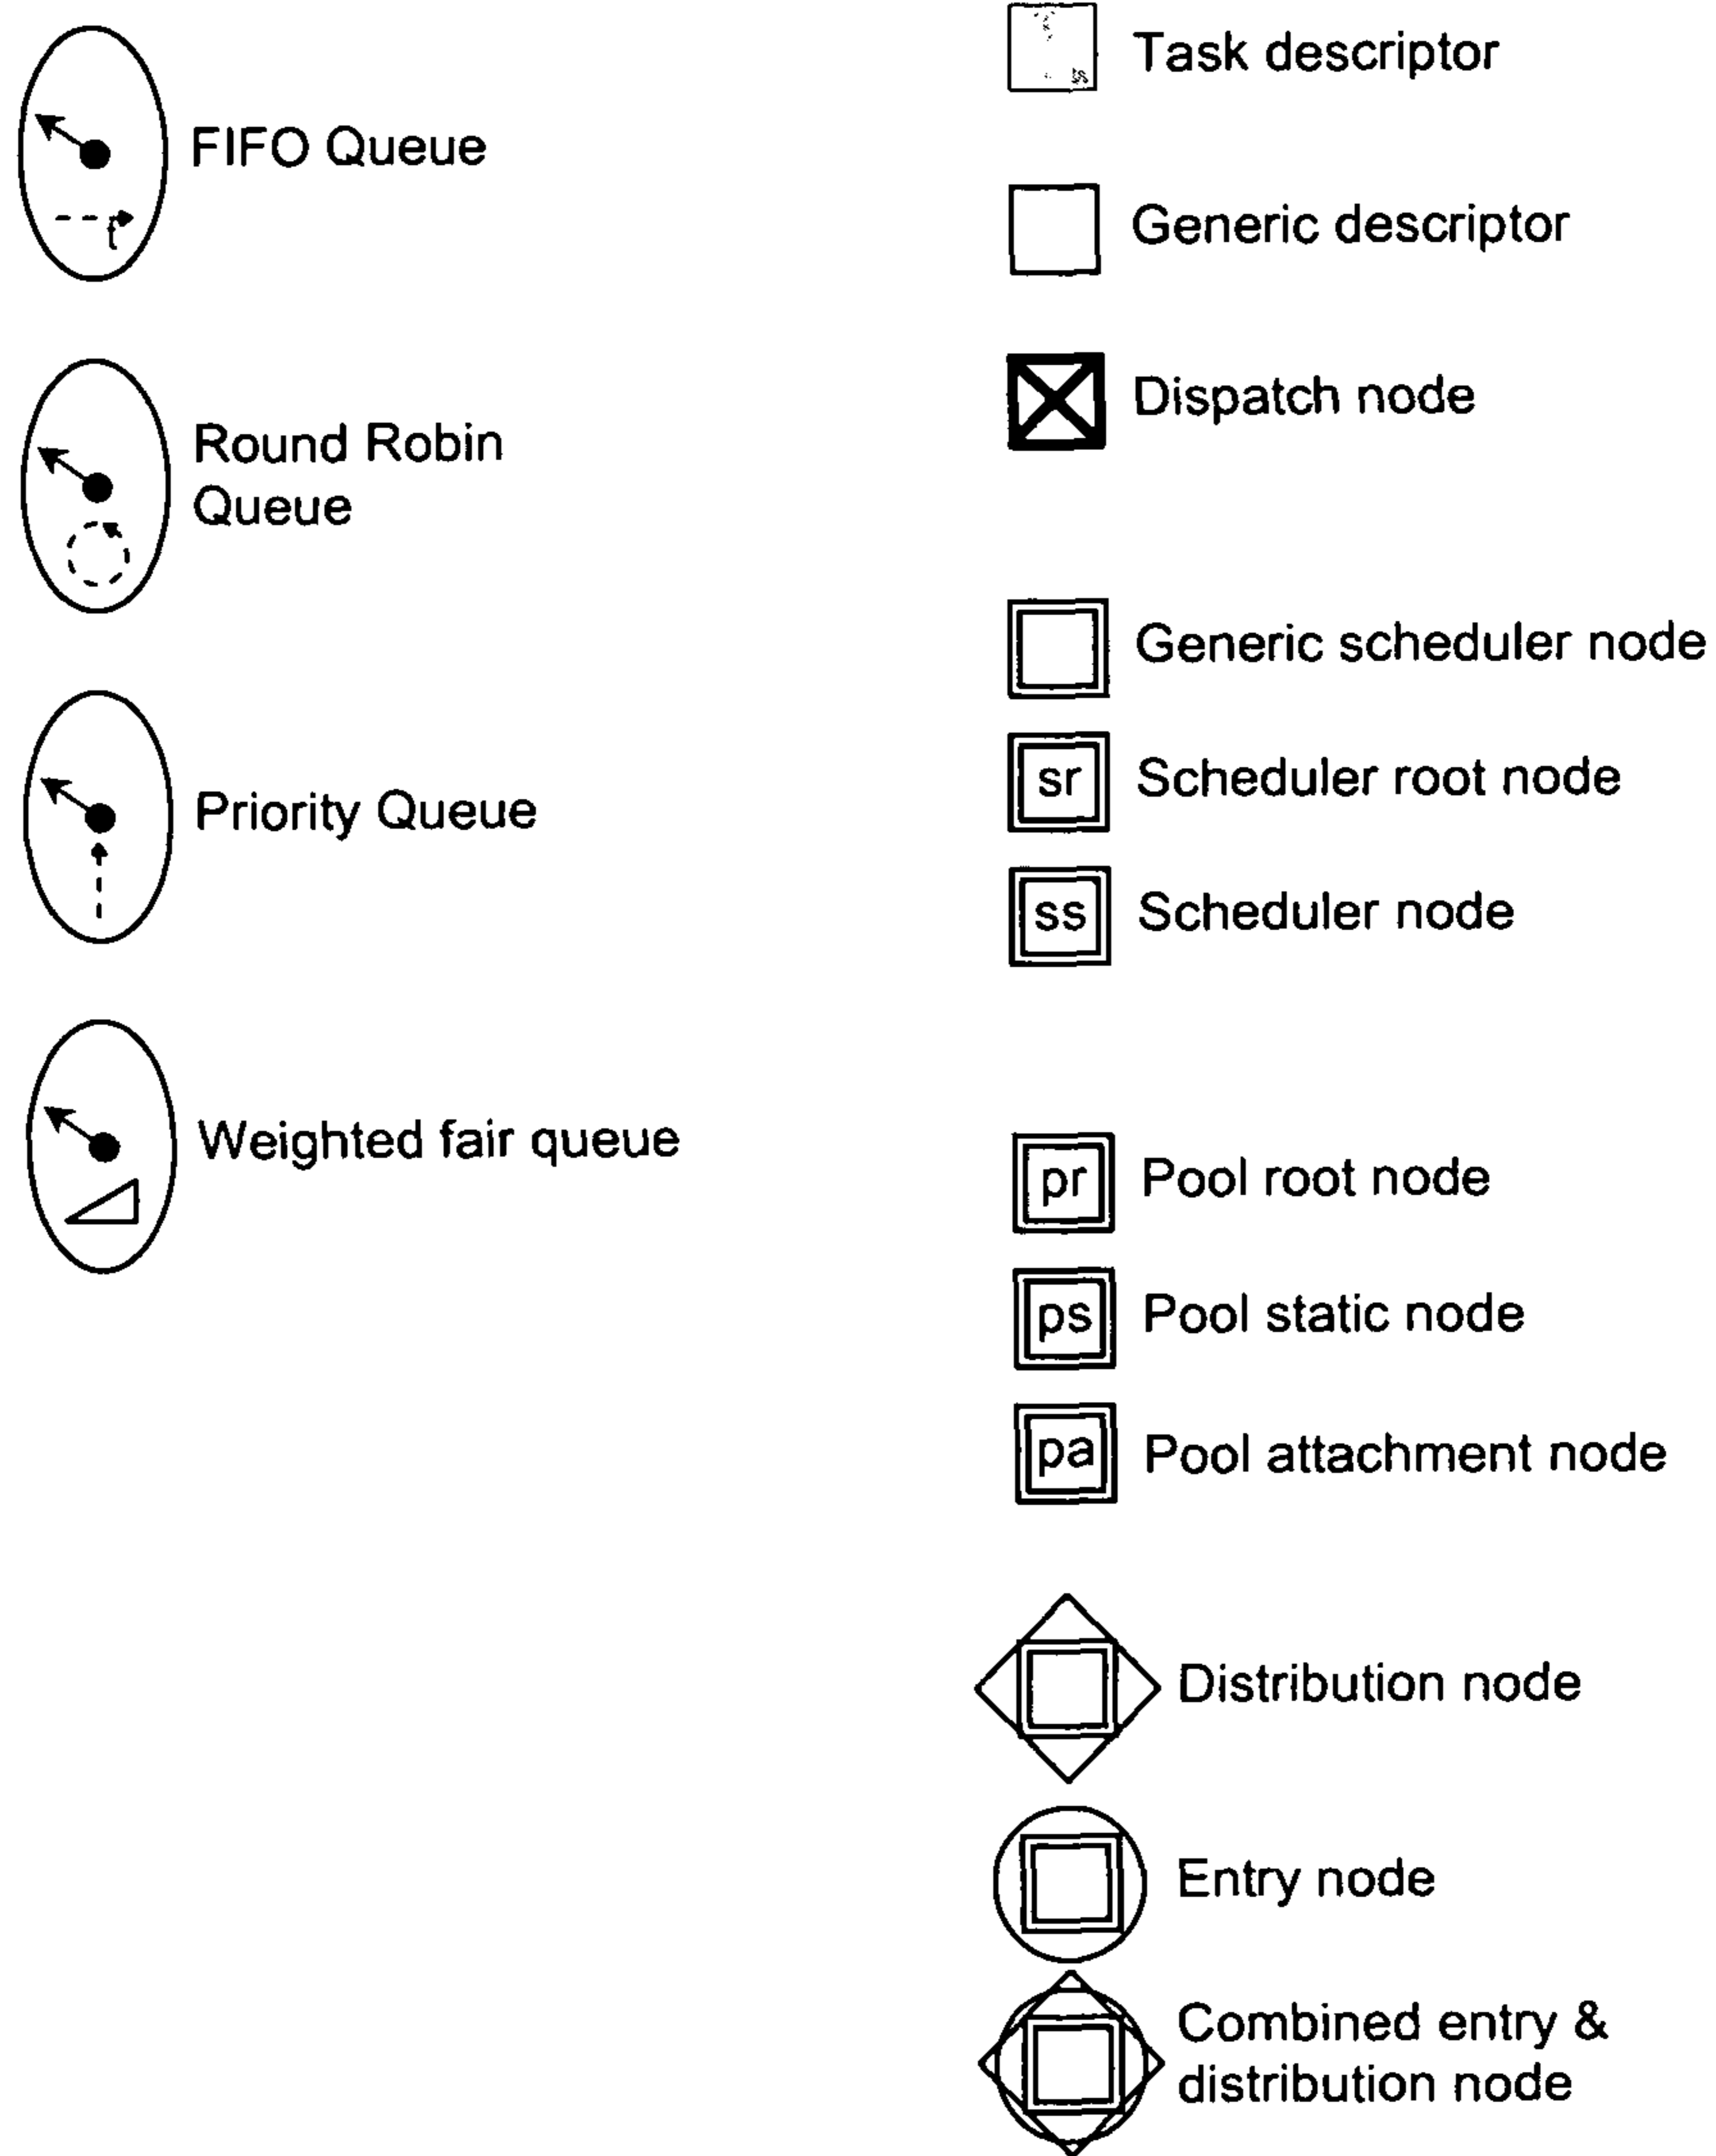 FIFO Queue
t
Round Robin
Queue
Priority Queue
Weighted fair queue
Task descriptor
Generic descriptor
Dispatch node
Generic scheduler node
sr Scheduler root node
ss Scheduler node
pr Pool root node
ps Pool static node
pa Pool attachment node
Distribution node
Entry node
Combined entry &
distribution node